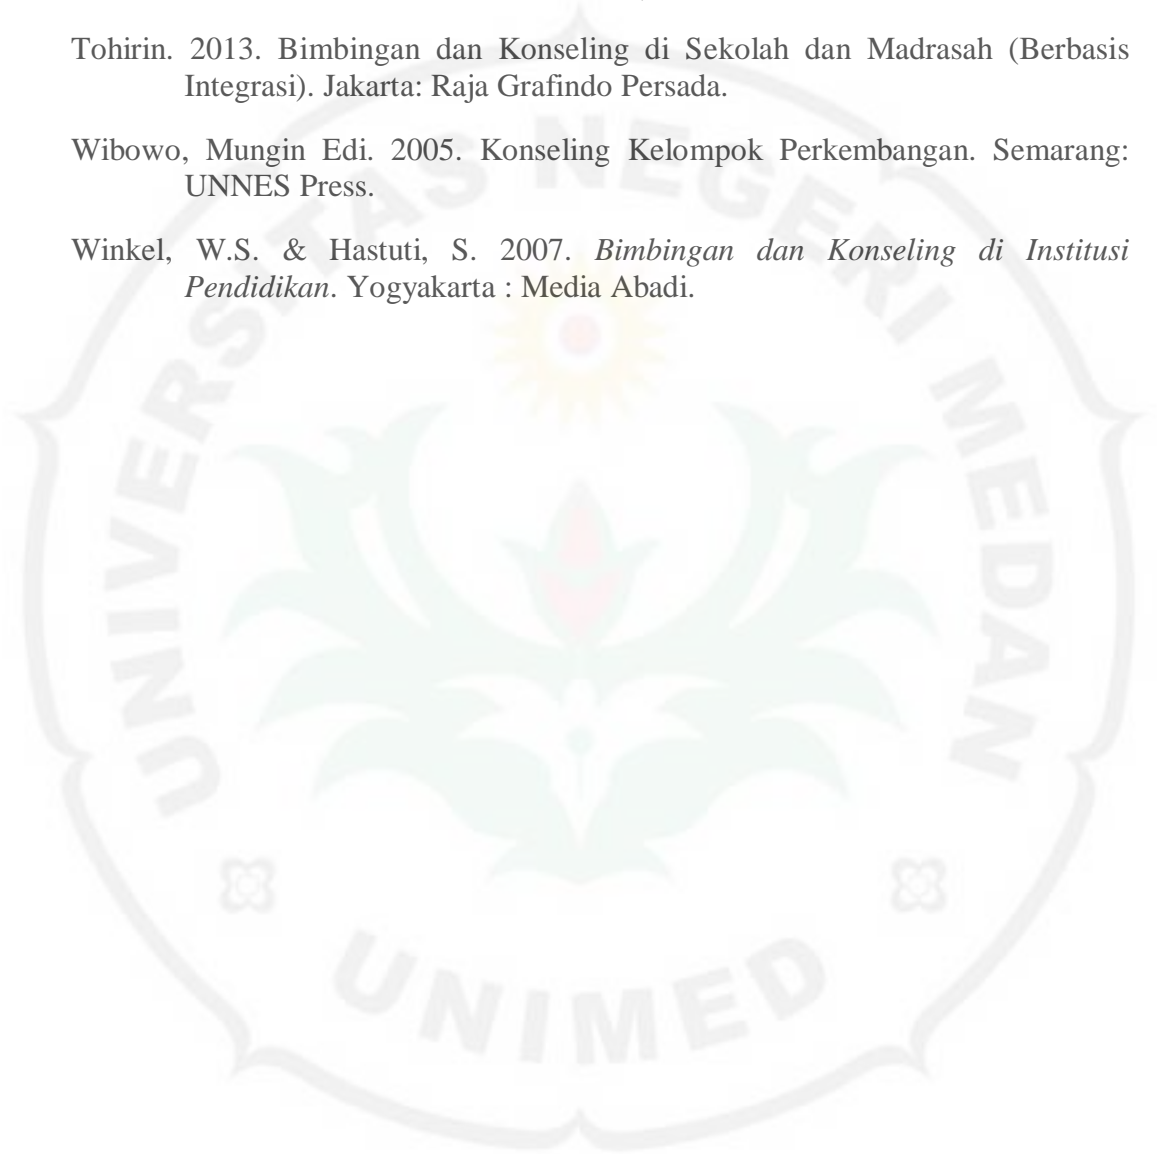 Tohirin. 2013. Bimbingan dan Konseling di Sekolah dan Madrasah (Berbasis
Integrasi). Jakarta: Raja Grafindo Persada.
Wibowo, Mungin Edi. 2005. Konseling Kelompok Perkembangan. Semarang:
UNNES Press.
Winkel, W.S. & Hastuti, S. 2007. Bimbingan dan Konseling di Institusi
Pendidikan. Yogyakarta : Media Abadi.
UNIVERSITAS NEGERI MEDAN
UNIMED